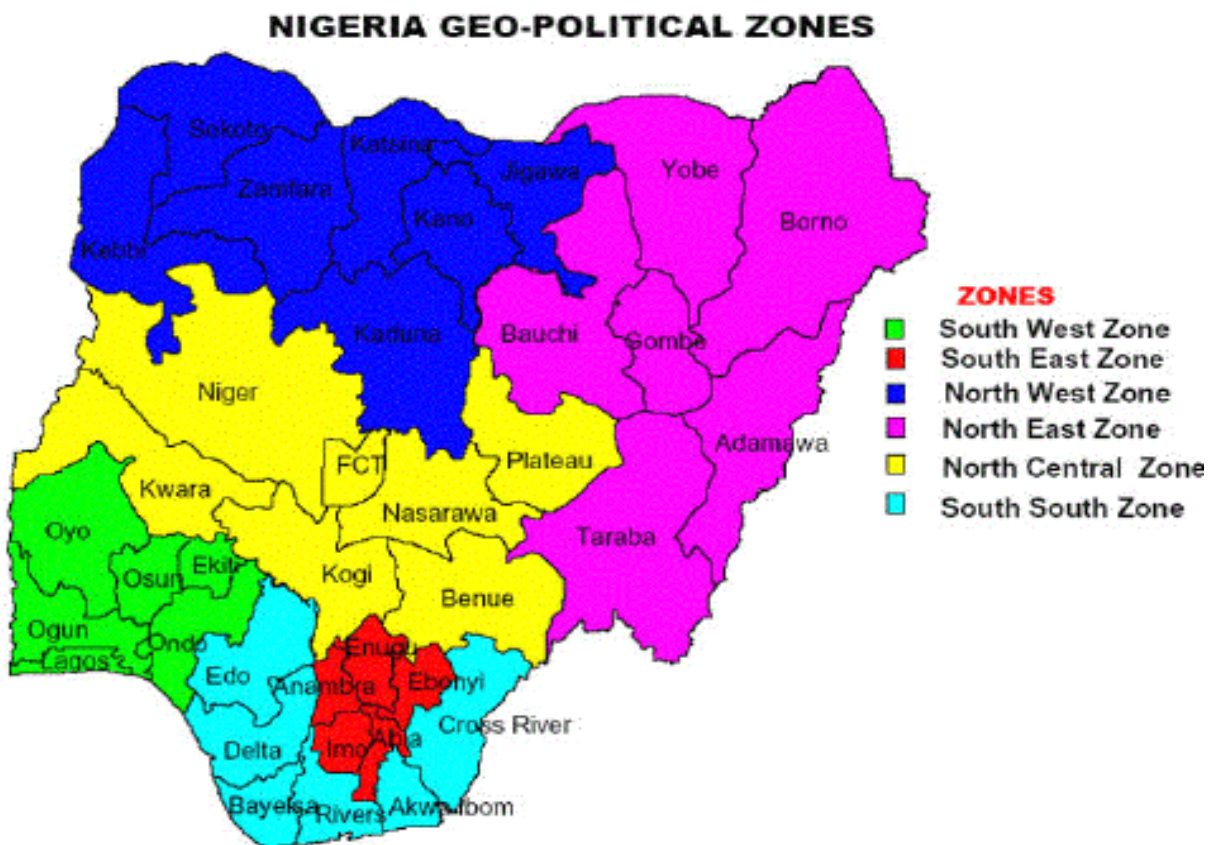 NIGERIA GEO-POLITICAL ZONES
Sokoto
Katsina
Jigawa
Yobe
Zamfara
Kano
Borno
Kebbi
Kaduna
Bauchi
Gombe
Niger
Adamawa
FCT
Plateau
Kwara
Nasarawa
Oyo
Taraba
Osun
Ekiti
Kogi
Benue
Ogun
Ondo
Lagos
Enugu
Edo
Anambra
Ebonyi
Cross River
Delta
Imo
Abia
Bayelsa
Rivers
Akwa-Ibom
ZONES
South West Zone
South East Zone
North West Zone
North East Zone
North Central Zone
South South Zone